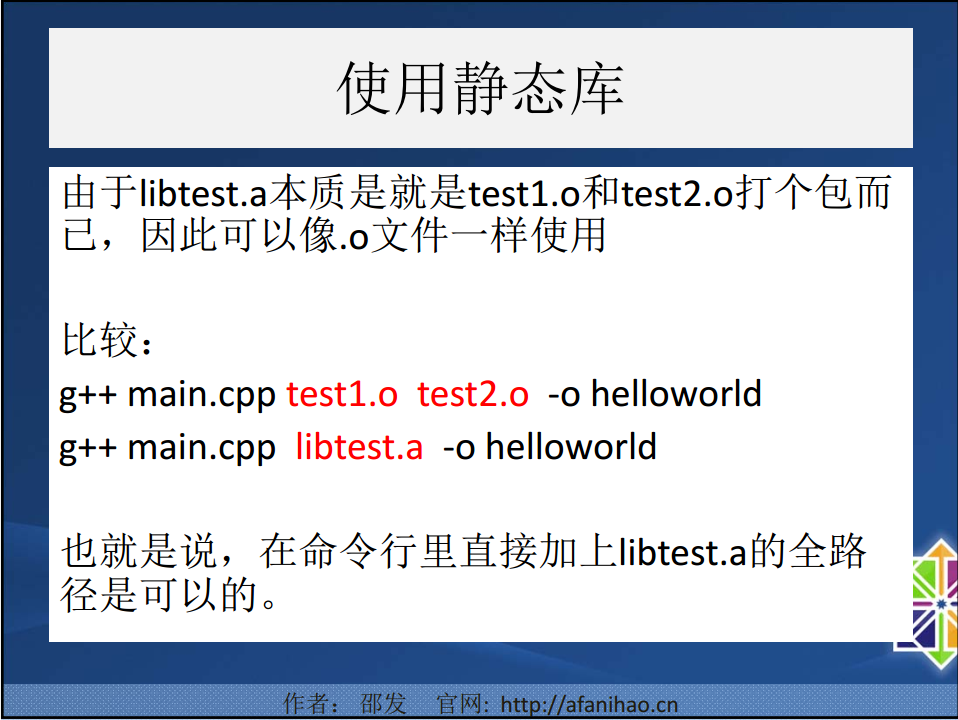 使用静态库
由于libtest.a本质是就是test1.o和test2.o打个包而
已，因此可以像.o文件一样使用
比较：
g++ main.cpp test1.o  test2.o  -o helloworld
g++ main.cpp  libtest.a  -o helloworld
也就是说，在命令行里直接加上libtest.a的全路
径是可以的。
作者： 邵发 官网: http://afanihao.cn